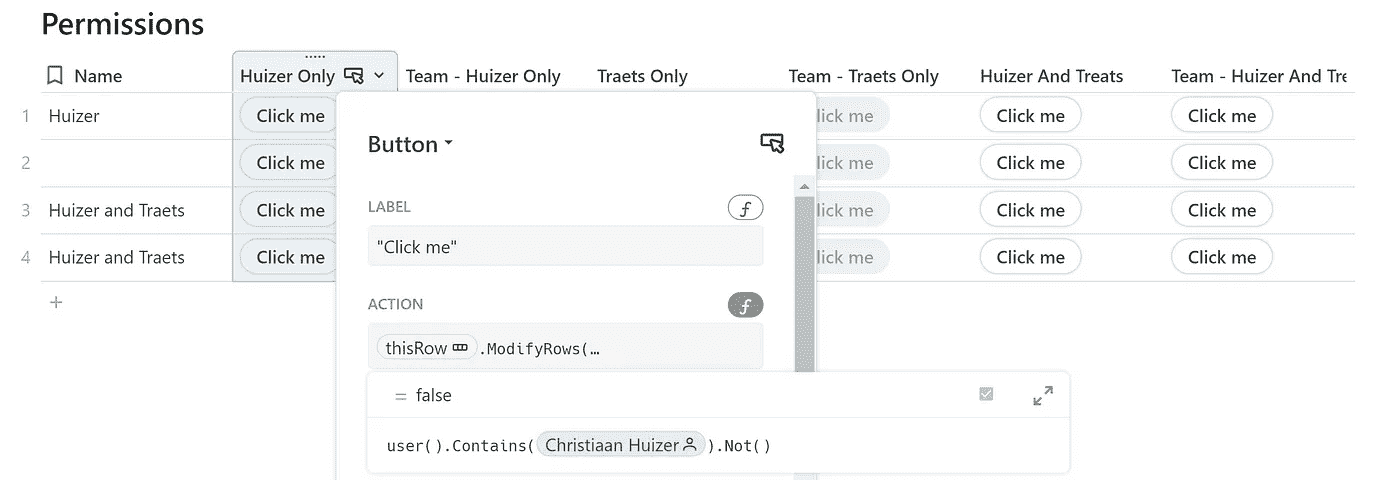 Permissions
Name Huizer Only Team - Huizer Only Traets Only Team - Traets Only Huizer And Treats Team - Huizer And Tre
1 Huizer Click me lick me Click me Click me
2 Click me lick me Click me Click me
3 Huizer and Traets Click me lick me Click me Click me
4 Huizer and Traets Click me lick me Click me Click me
+
Button
LABEL ƒ
"Click me"
ACTION ƒ
thisRow .ModifyRows(…
= false
user().Contains( Christiaan Huizer ).Not()